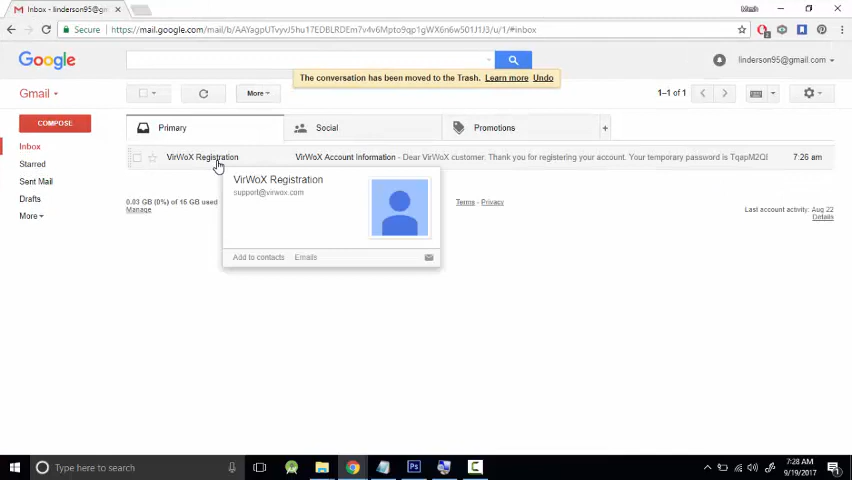 Inbox - linderson95@gmail.c
Secure
https://mail.google.com/mail/b/
/u/1/#inbox
Google
linderson95@gmail.com
The conversation has been moved to the Trash. Learn more Undo
Gmail
More
1–1 of 1
COMPOSE
Primary
Social
Promotions
+
Inbox
VirWoX Registration
VirWoX Account Information - Dear VirWoX customer. Thank you for registering your account. Your temporary password is TqapM2Q
7:26 am
Starred
Sent Mail
Drafts
More
VirWoX Registration
support@virwox.com
Add to contacts
Emails
0.03 GB (0%) of 15 GB used
Manage
Terms - Privacy
Last account activity: Aug 22
Details
Type here to search
7:28 AM
9/19/2017